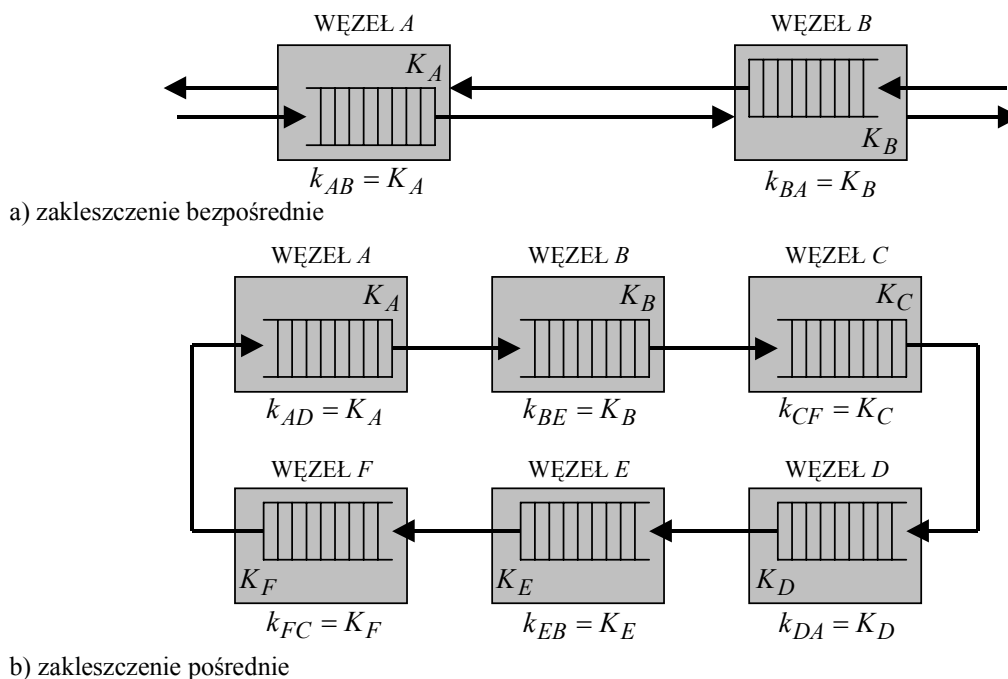 WĘZEŁ A WĘZEŁ B
K_A
K_B
k_AB = K_A k_BA = K_B
a) zakleszczenie bezpośrednie
WĘZEŁ A WĘZEŁ B WĘZEŁ C
K_A K_B K_C
k_AD = K_A k_BE = K_B k_CF = K_C
WĘZEŁ F WĘZEŁ E WĘZEŁ D
K_F K_E K_D
k_FC = K_F k_EB = K_E k_DA = K_D
b) zakleszczenie pośrednie